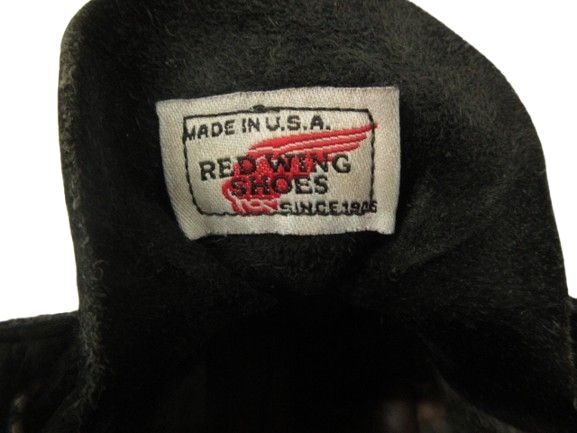 MADE IN U.S.A.
RED WING
SHOES
SINCE 1905